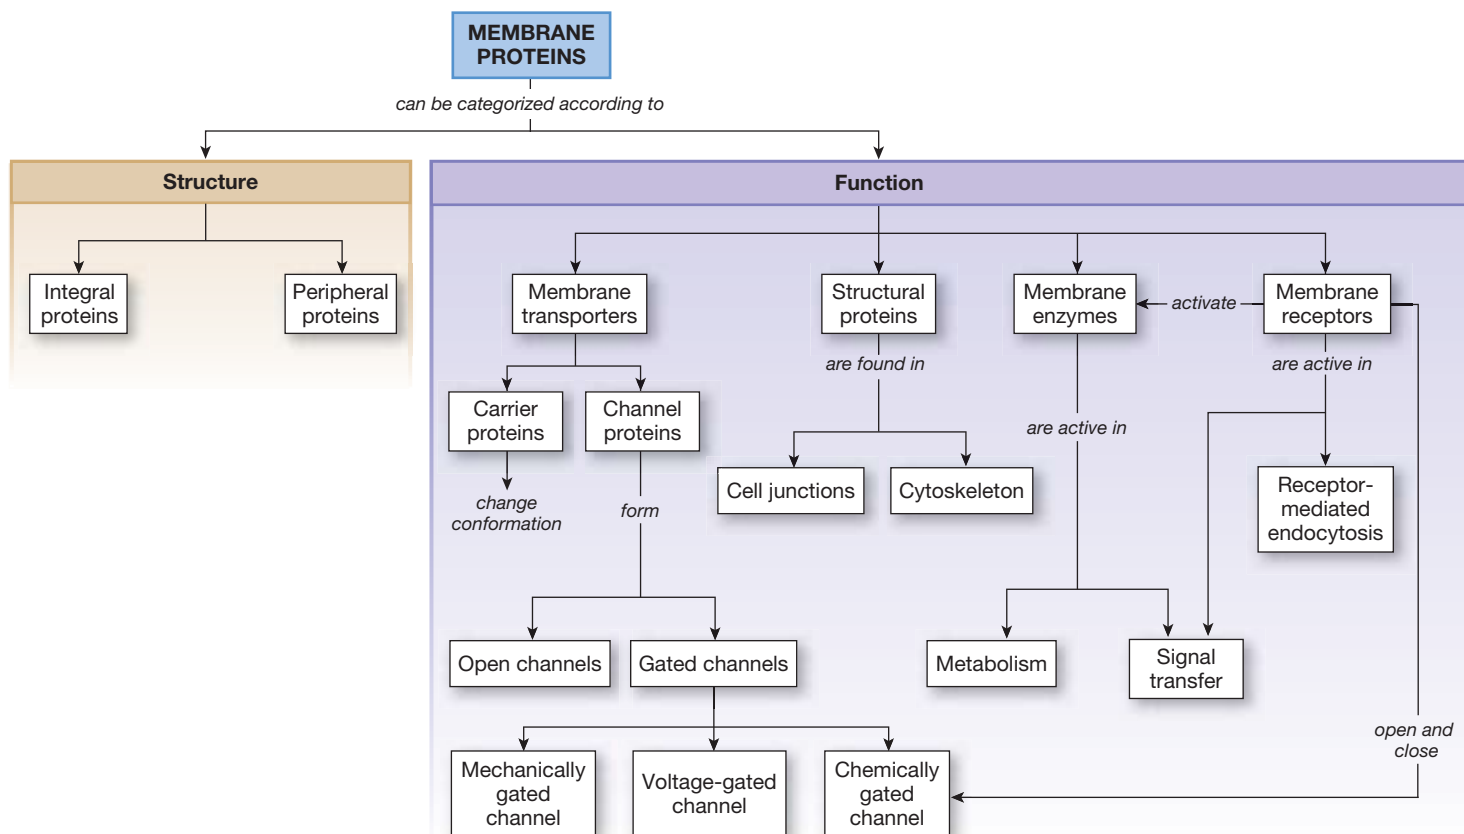 MEMBRANE
PROTEINS
can be categorized according to
Structure
Function
Integral
proteins
Peripheral
proteins
Membrane
transporters
Structural
proteins
Membrane
enzymes
activate
Membrane
receptors
are found in
are active in
Carrier
proteins
Channel
proteins
are active in
change
conformation
form
Cell junctions
Cytoskeleton
Receptor-
mediated
endocytosis
Open channels
Gated channels
Metabolism
Signal
transfer
open and
close
Mechanically
gated
channel
Voltage-gated
channel
Chemically
gated
channel